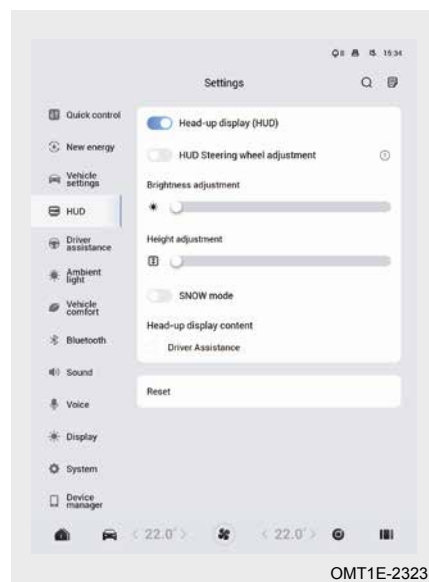 15:34
Settings
Quick control
New energy
Vehicle
settings
HUD
Driver
assistance
Ambient
light
Vehicle
comfort
Bluetooth
Sound
Voice
Display
System
Device
manager
Head-up display (HUD)
HUD Steering wheel adjustment
Brightness adjustment
Height adjustment
SNOW mode
Head-up display content
Driver Assistance
Reset
< 22.0° >
< 22.0° >
OMT1E-2323